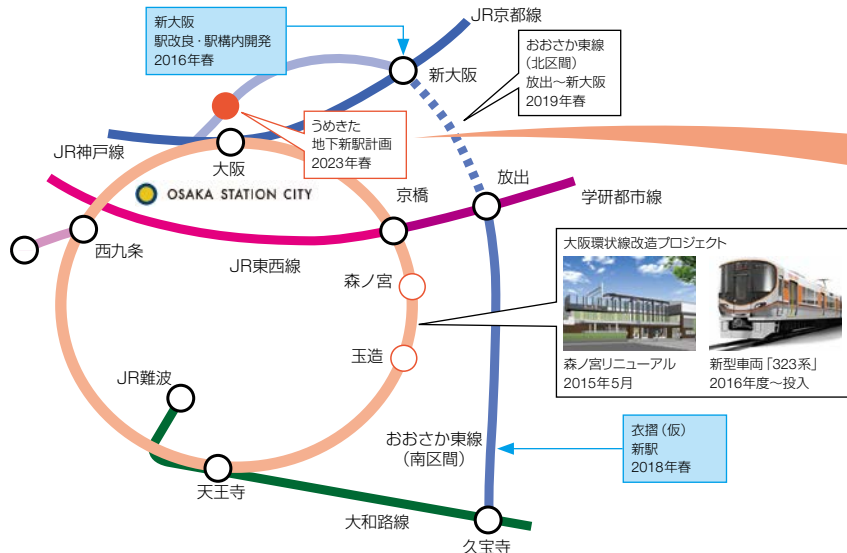 新大阪
駅改良・駅構内開発
2016年春
JR京都線
新大阪
おおさか東線
(北区間)
放出～新大阪
2019年春
うめきた
地下新駅計画
2023年春
JR神戸線
大阪
OSAKA STATION CITY
京橋
放出
学研都市線
西九条
JR東西線
大阪環状線改造プロジェクト
森ノ宮
森ノ宮リニューアル
2015年5月
新型車両「323系」
2016年度～投入
玉造
JR難波
おおさか東線
(南区間)
衣摺(仮)
新駅
2018年春
天王寺
大和路線
久宝寺